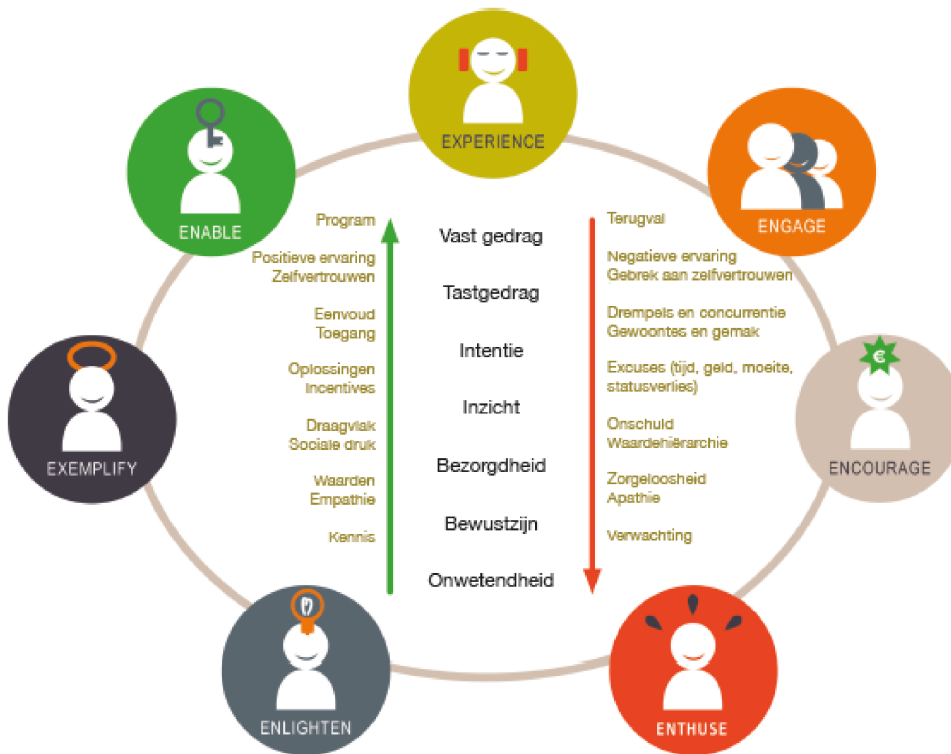 EXPERIENCE
ENABLE
ENGAGE
EXEMPLIFY
€
ENCOURAGE
ENLIGHTEN
ENTHUSE
Program
Positieve ervaring
Zelfvertrouwen
Eenvoud
Toegang
Oplossingen
Incentives
Draagvlak
Sociale druk
Waarden
Empathie
Kennis
Vast gedrag
Tastgedrag
Intentie
Inzicht
Bezorgdheid
Bewustzijn
Onwetendheid
Terugval
Negatieve ervaring
Gebrek aan zelfvertrouwen
Drempels en concurrentie
Gewoontes en gemak
Excuses (tijd, geld, moeite,
statusverlies)
Onschuld
Waardehiërarchie
Zorgeloosheid
Apathie
Verwachting